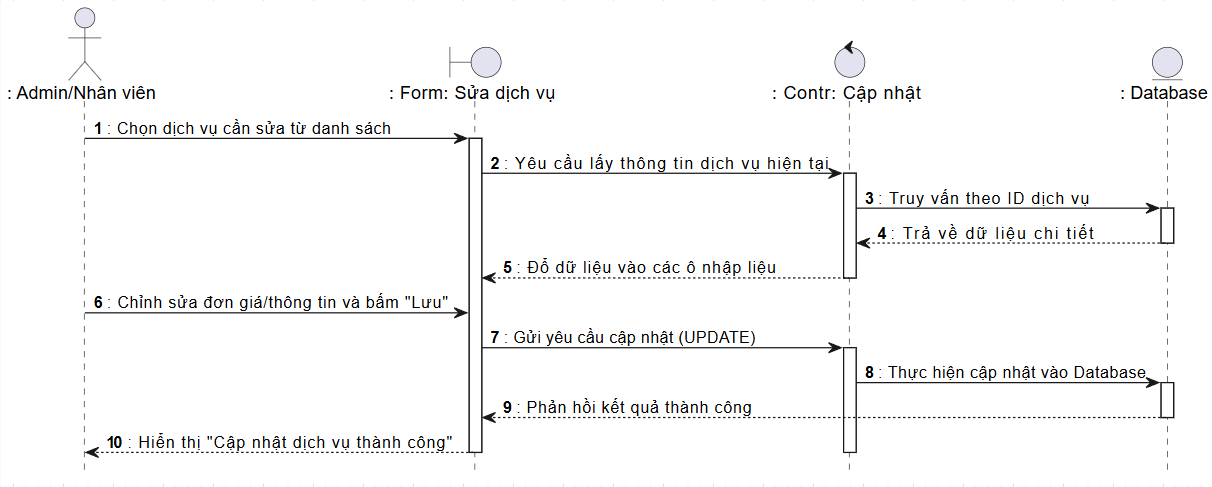 : Admin/Nhân viên
: Form: Sửa dịch vụ
: Contr: Cập nhật
: Database
1 : Chọn dịch vụ cần sửa từ danh sách
2 : Yêu cầu lấy thông tin dịch vụ hiện tại
3 : Truy vấn theo ID dịch vụ
4 : Trả về dữ liệu chi tiết
5 : Đổ dữ liệu vào các ô nhập liệu
6 : Chỉnh sửa đơn giá/thông tin và bấm "Lưu"
7 : Gửi yêu cầu cập nhật (UPDATE)
8 : Thực hiện cập nhật vào Database
9 : Phản hồi kết quả thành công
10 : Hiển thị "Cập nhật dịch vụ thành công"